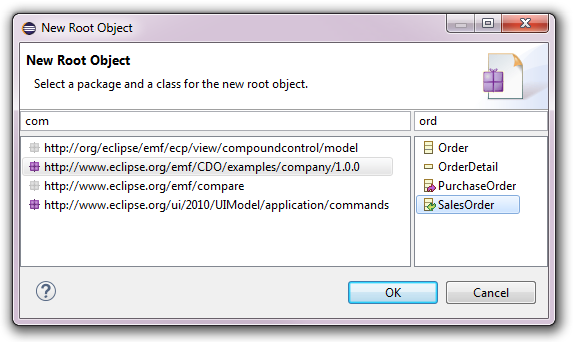 New Root Object
New Root Object
Select a package and a class for the new root object.
com
ord
http://org/eclipse/emf/ecp/view/compoundcontrol/model
http://www.eclipse.org/emf/CDO/examples/company/1.0.0
http://www.eclipse.org/emf/compare
http://www.eclipse.org/ui/2010/UIModel/application/commands
Order
OrderDetail
PurchaseOrder
SalesOrder
?
OK
Cancel